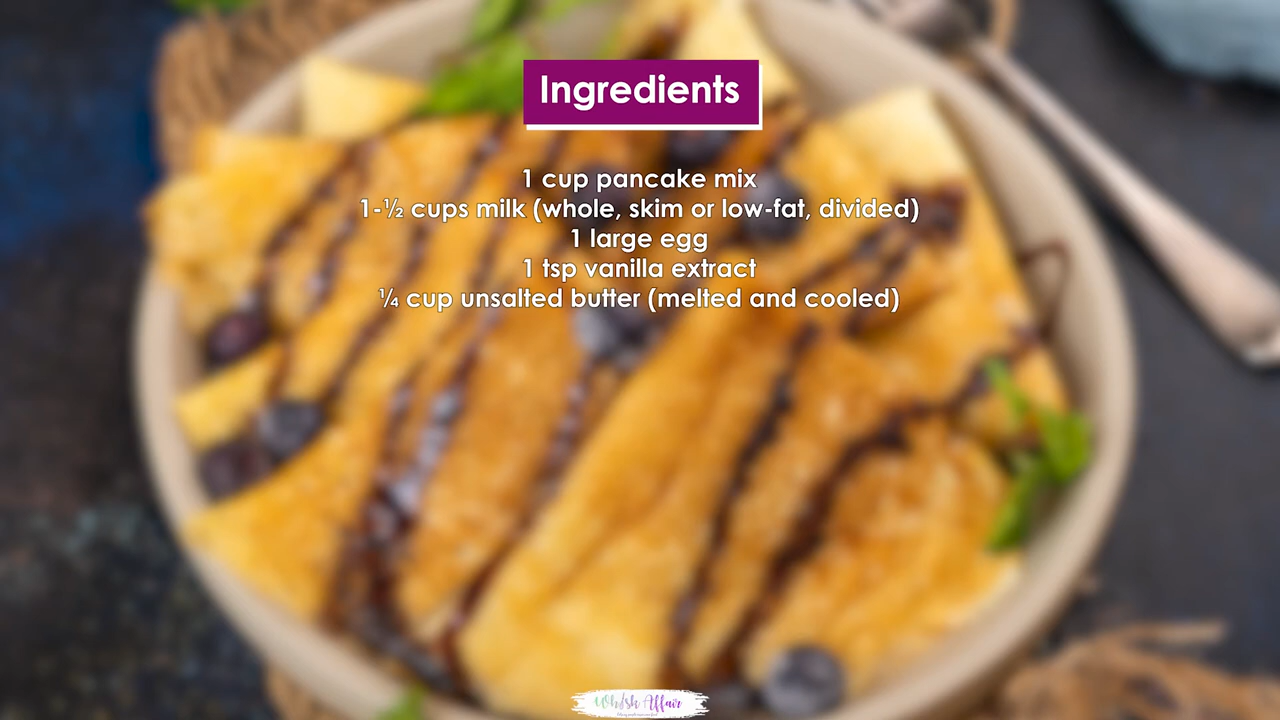 Ingredients
1 cup pancake mix
1-½ cups milk (whole, skim or low-fat, divided)
1 large egg
1 tsp vanilla extract
¼ cup unsalted butter (melted and cooled)
Affair